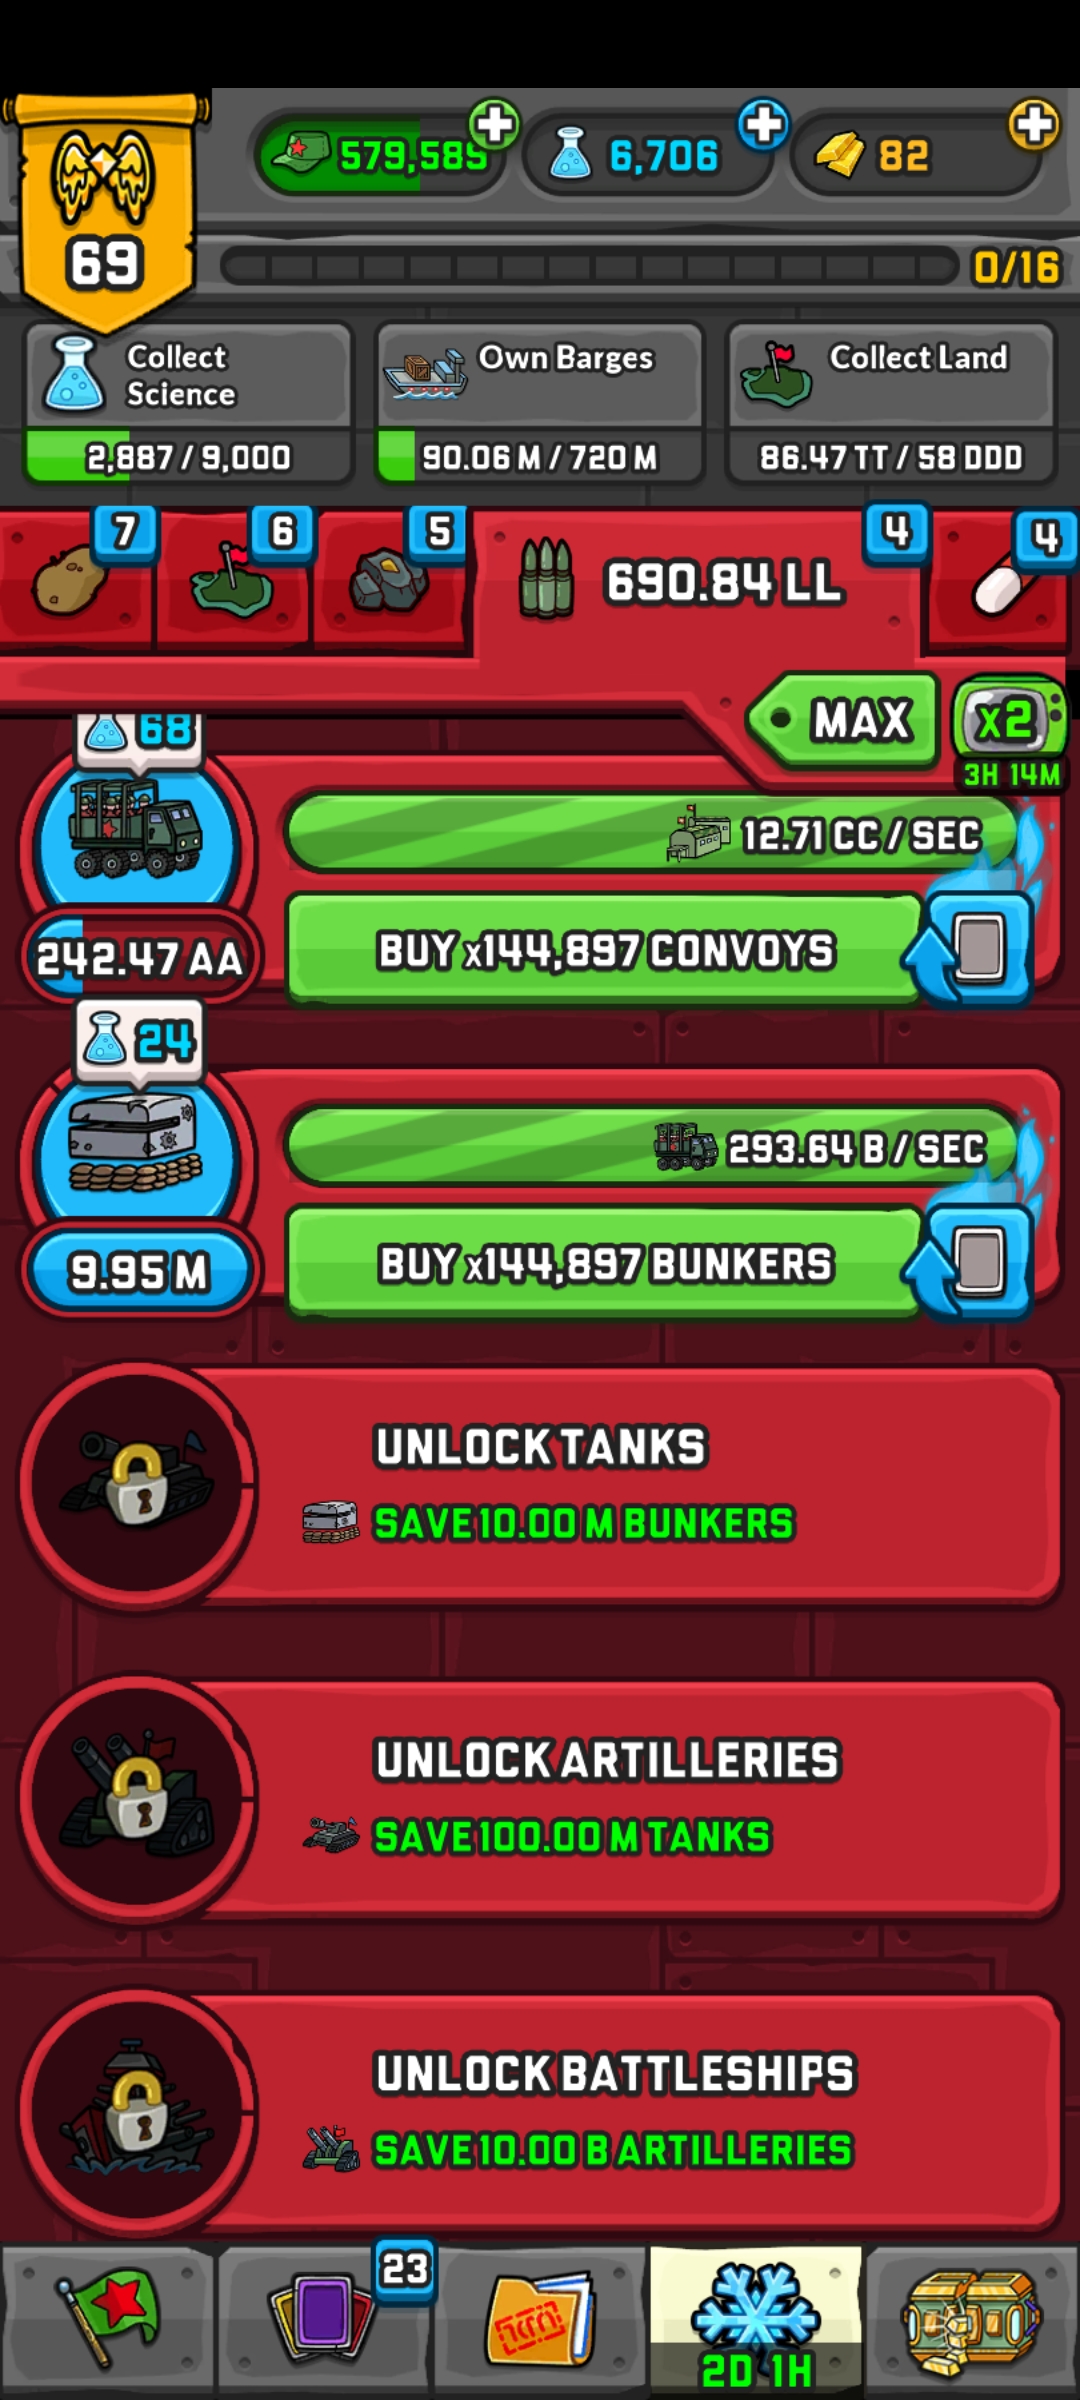 69
579,585
6,706
82
0/16
Collect
Science
2,887 / 9,000
Own Barges
90.06 M / 720 M
Collect Land
86.47 TT / 58 DDD
7
6
5
690.84 LL
4
4
MAX
x2
3H 14M
68
12.71 CC / SEC
242.47 AA
BUY x144,897 CONVOYS
24
293.64 B / SEC
9.95 M
BUY x144,897 BUNKERS
UNLOCK TANKS
SAVE 10.00 M BUNKERS
UNLOCK ARTILLERIES
SAVE 100.00 M TANKS
UNLOCK BATTLESHIPS
SAVE 10.00 B ARTILLERIES
23
2D 1H